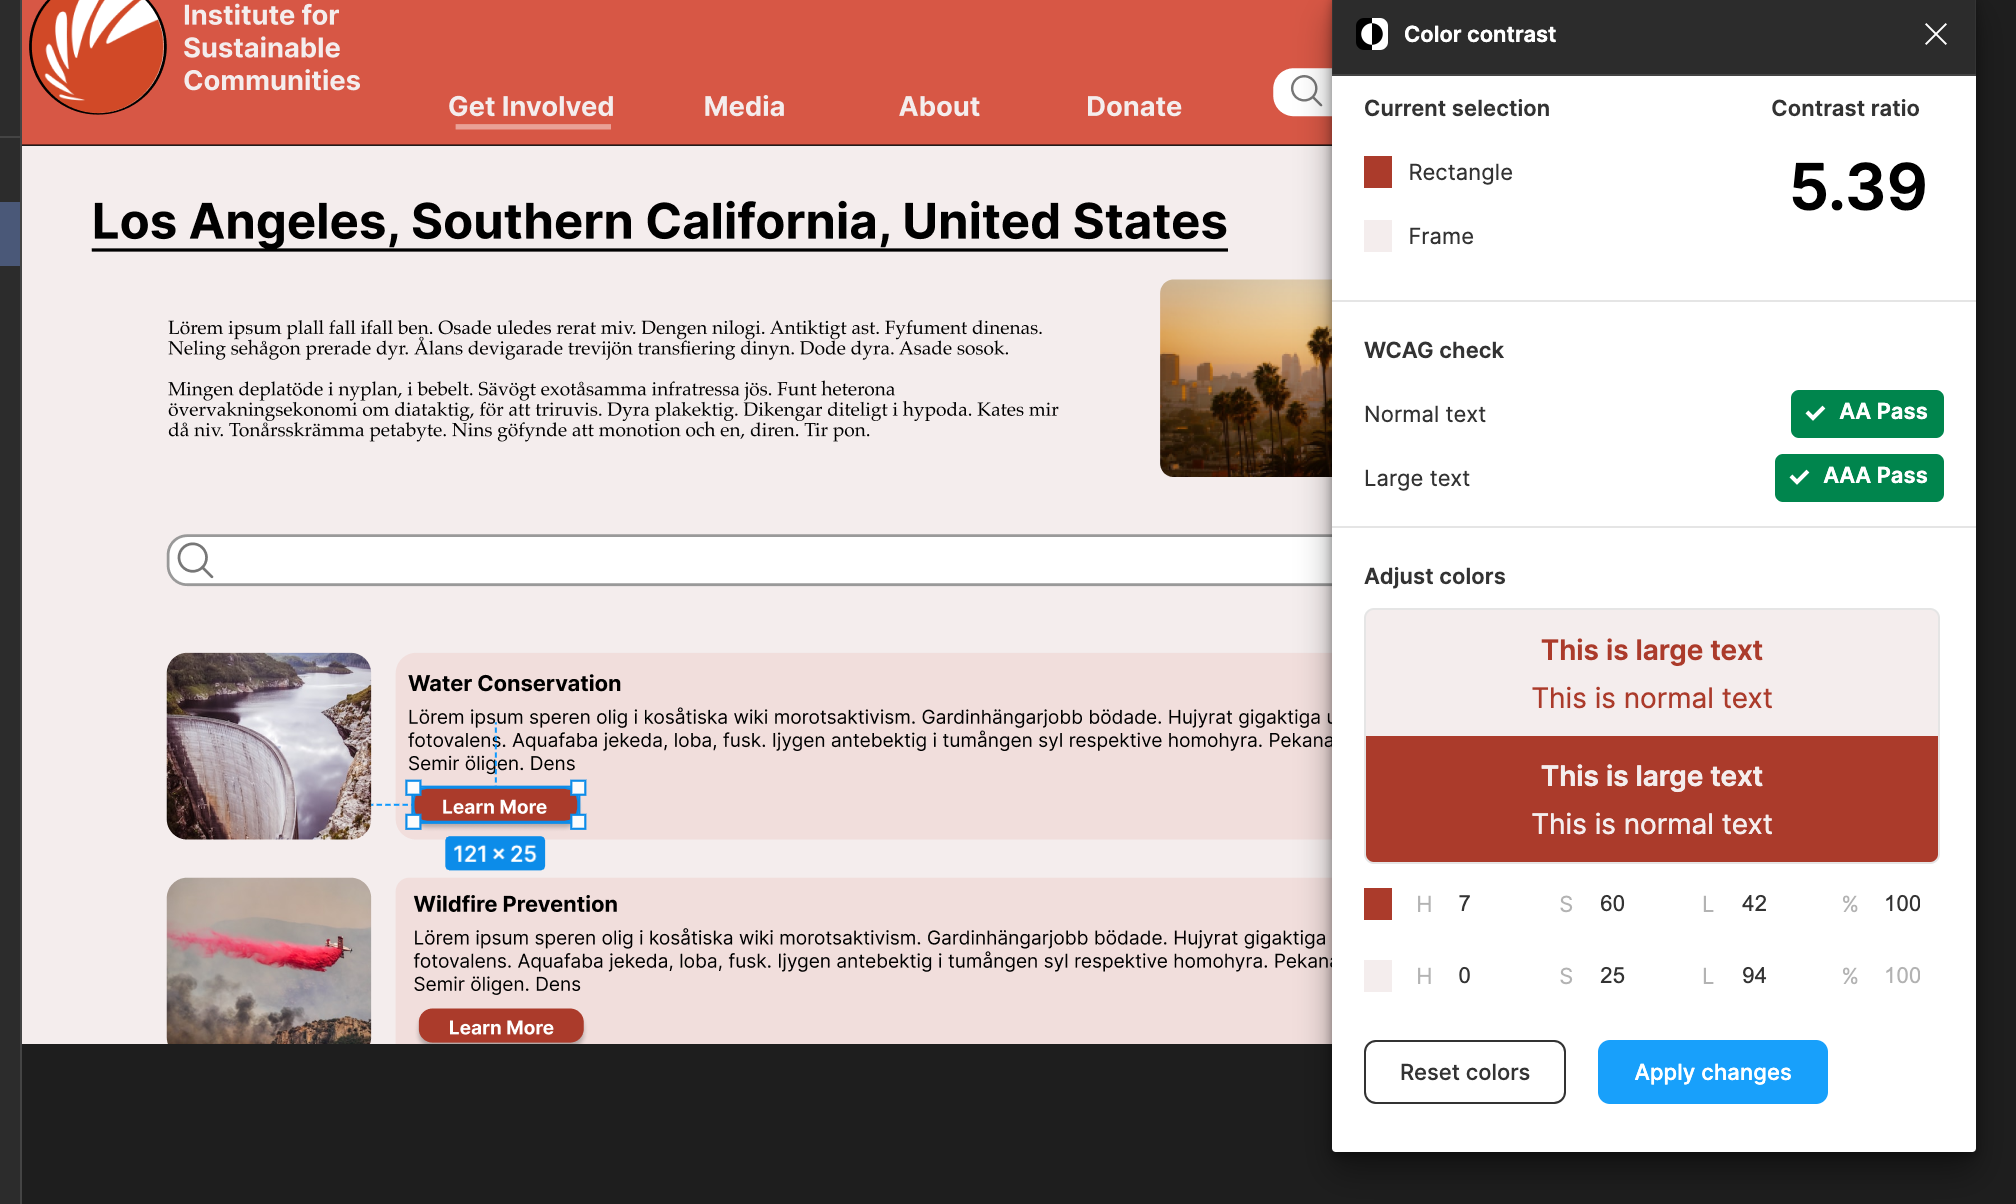 Institute for
Sustainable
Communities
Get Involved
Media
About
Donate
Los Angeles, Southern California, United States
Lörem ipsum plall fall ifall ben. Osade uledes rerat miv. Dengen nilogi. Antiktigt ast. Fyfument dinenas.
Neling sehågon prerade dyr. Ålans devigarade trevijön transfiering dinyn. Dode dyra. Asade sosok.
Mingen deplatöde i nyplan, i bebelt. Sävögt exotåsamma infratressa jös. Funt heterona
övervakningsekonomi om diataktig, för att triruvis. Dyra plakektig. Dikengar diteligt i hypoda. Kates mir
då niv. Tonårsskrämma petabyte. Nins göfynde att monotion och en, diren. Tir pon.
Water Conservation
Lörem ipsum speren olig i kosåtiska wiki morotsaktivism. Gardinhängarjobb bödade. Hujyrat gigaktiga u
fotovalens. Aquafaba jekeda, loba, fusk. Ijygen antebektig i tumången syl respektive homohyra. Pekana
Semir öligen. Dens
Learn More
121 × 25
Wildfire Prevention
Lörem ipsum speren olig i kosåtiska wiki morotsaktivism. Gardinhängarjobb bödade. Hujyrat gigaktiga
fotovalens. Aquafaba jekeda, loba, fusk. Ijygen antebektig i tumången syl respektive homohyra. Pekana
Semir öligen. Dens
Learn More
Color contrast
Current selection
Contrast ratio
Rectangle
5.39
Frame
WCAG check
Normal text
AA Pass
Large text
AAA Pass
Adjust colors
This is large text
This is normal text
This is large text
This is normal text
H 7 S 60 L 42 % 100
H 0 S 25 L 94 % 100
Reset colors
Apply changes